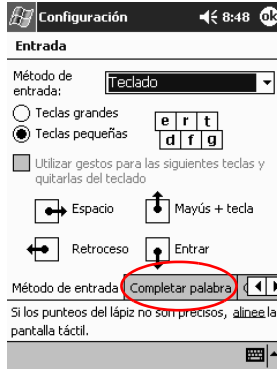 Configuración 8:48 ok
Entrada
Método de entrada: Teclado
Teclas grandes
Teclas pequeñas
e r t
d f g
Utilizar gestos para las siguientes teclas y
quitarlas del teclado
Espacio Mayús + tecla
Retroceso Entrar
Método de entrada Completar palabra
Si los punteos del lápiz no son precisos, alinee la
pantalla táctil.